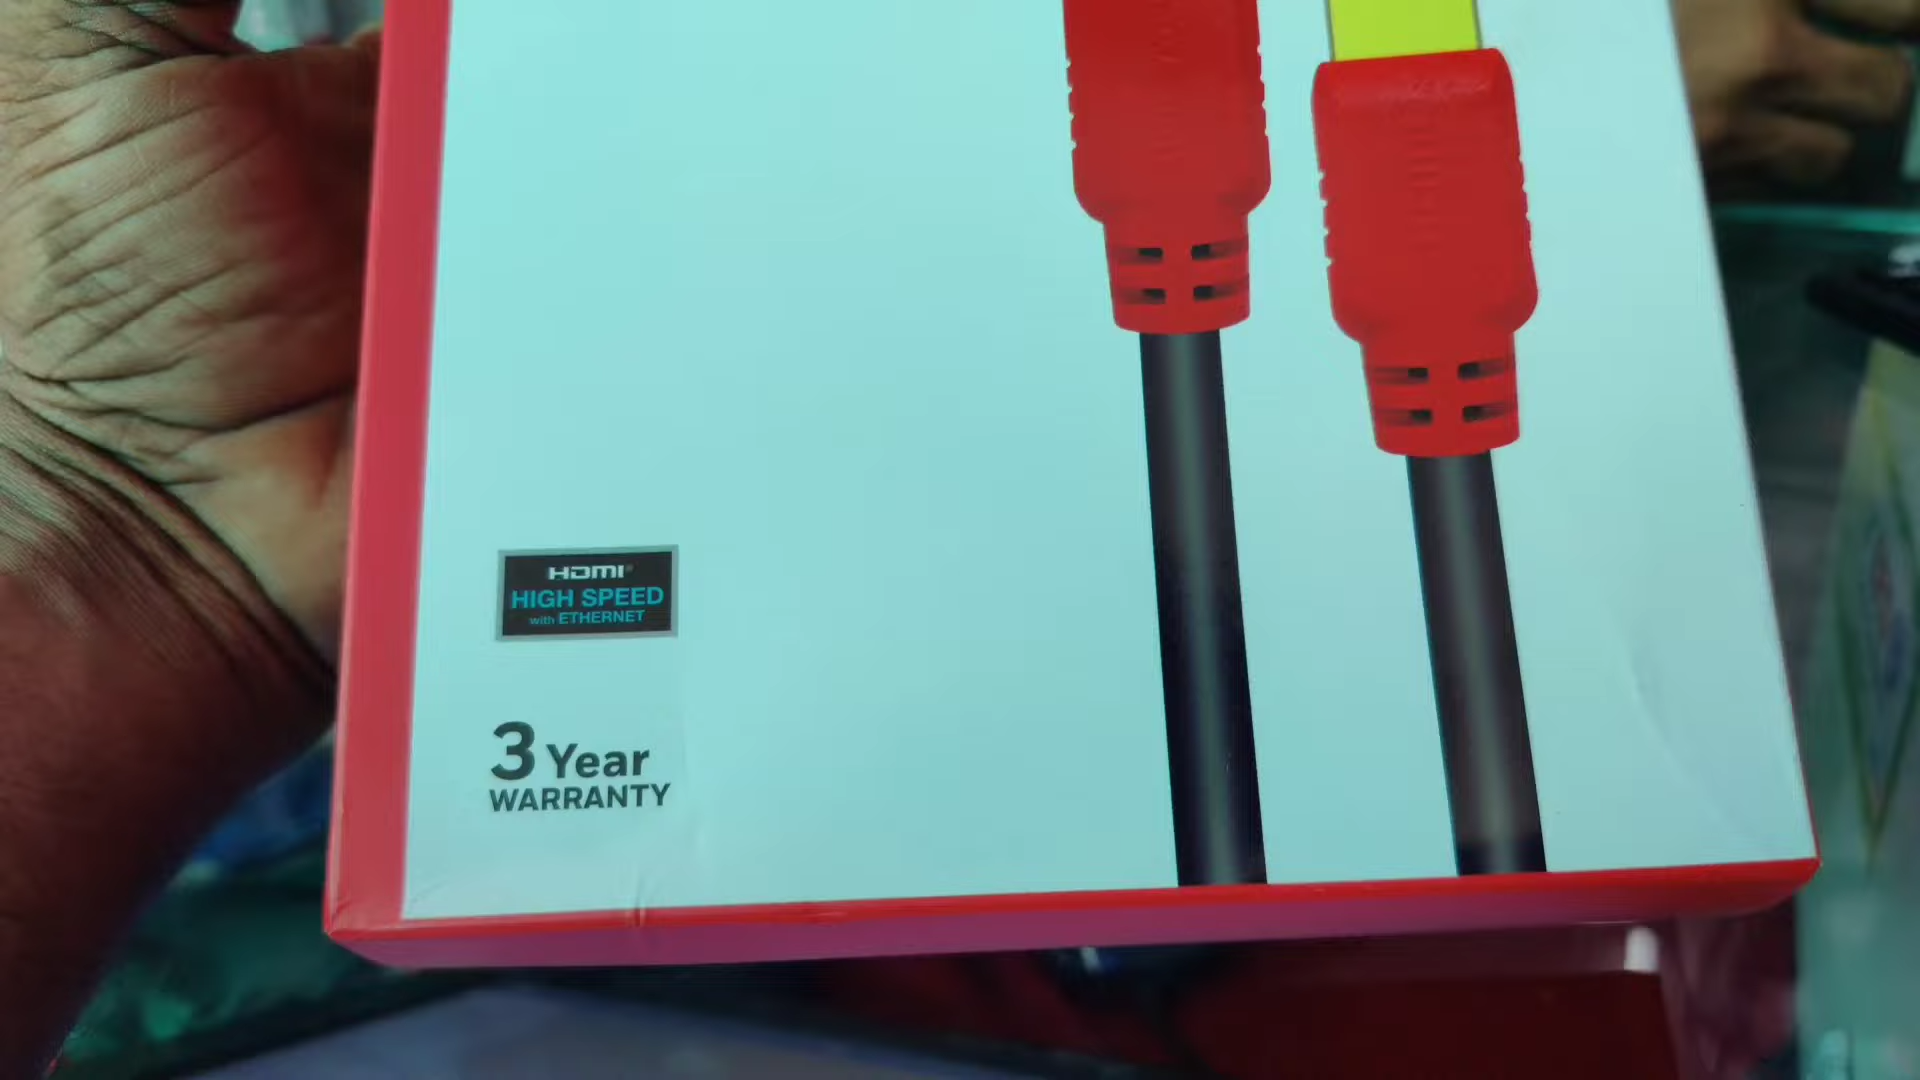 HDMI®
HIGH SPEED
with ETHERNET
3 Year
WARRANTY